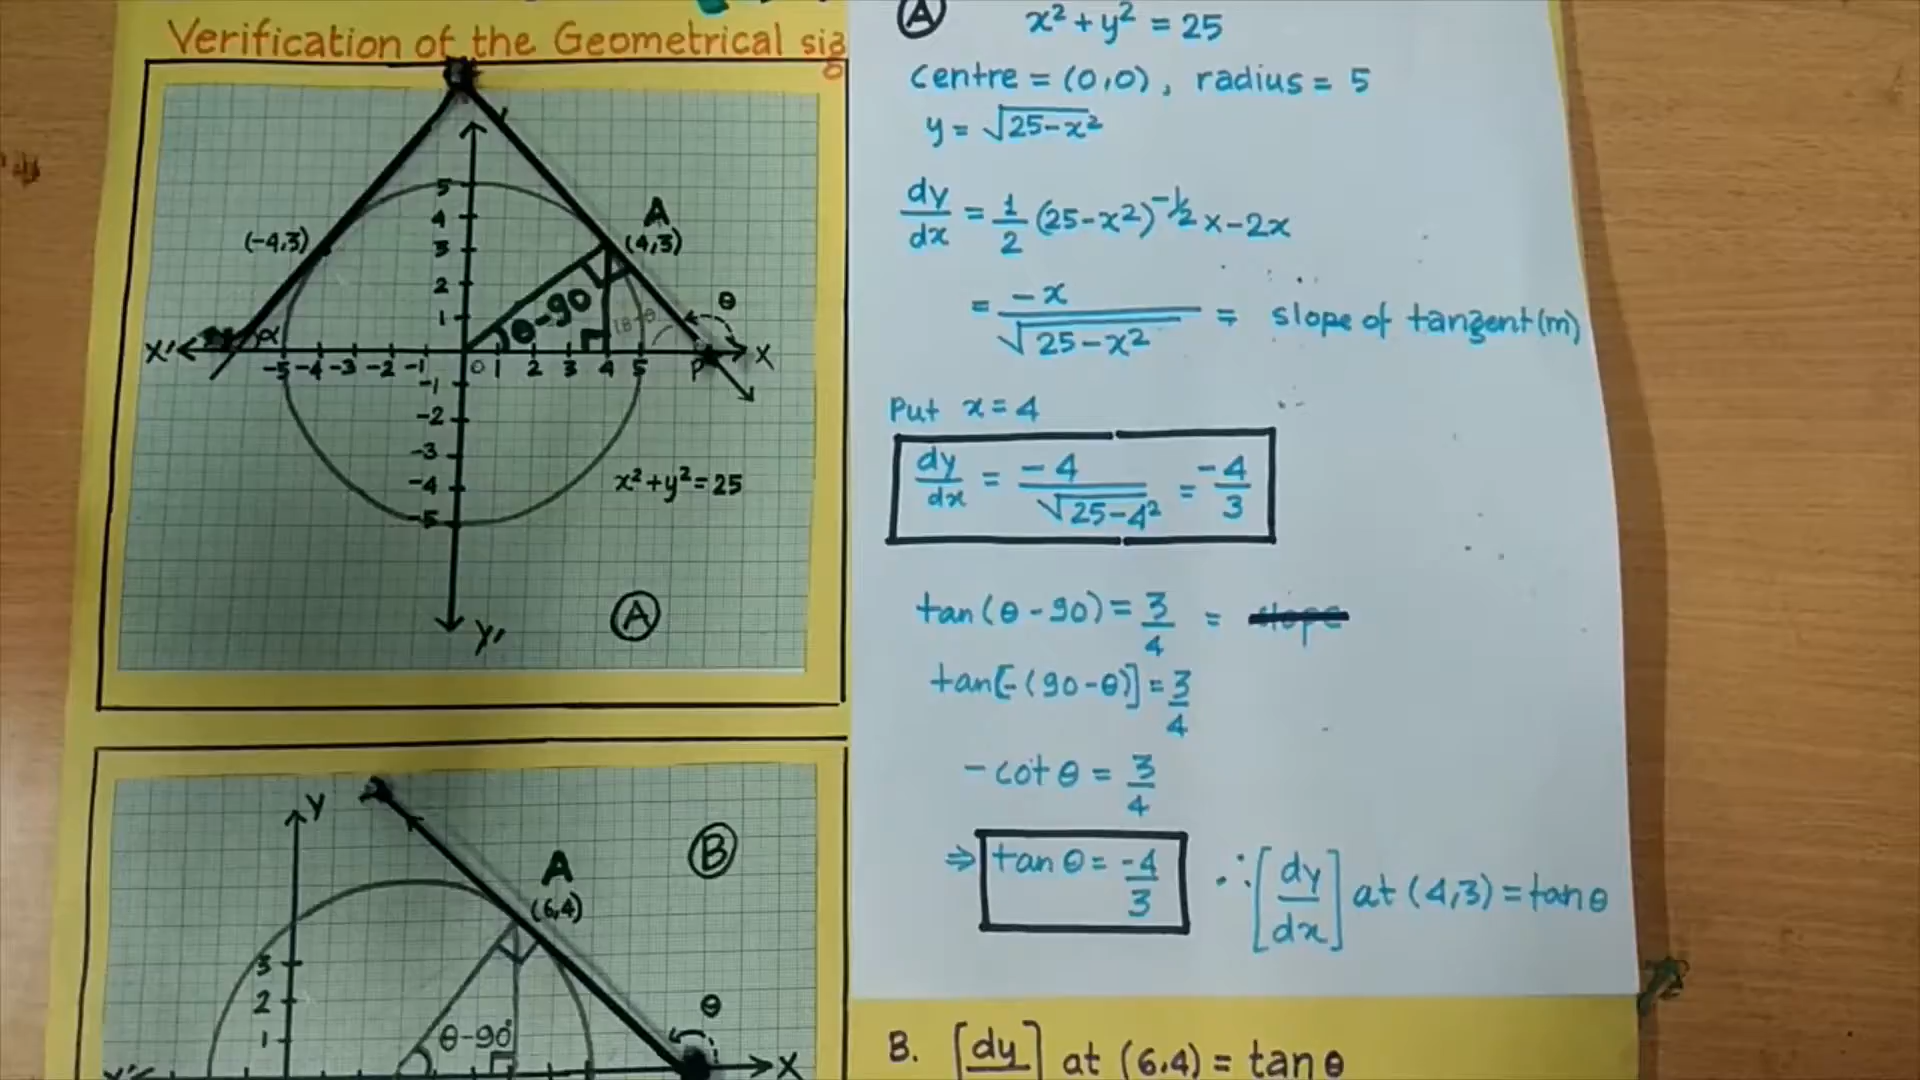 Verification of the Geometrical sig
(-4,3)
A
(4,3)
θ
θ-90
α
X'
X
P
5
4
3
2
1
-5 -4 -3 -2 -1 0 1 2 3 4 5
-1
-2
-3
-4
-5
x²+y²=25
Y'
A
Y
B
A
(6,4)
3
2
1
θ
θ-90°
X
A
x²+y² = 25
centre = (0,0), radius = 5
y = √25-x²
dy/dx = 1/2 (25-x²)^-1/2 x -2x
= -x/√25-x² = slope of tangent(m)
Put x=4
dy/dx = -4/√25-4² = -4/3
tan(θ-90) = 3/4 =
tan[-(90-θ)] = 3/4
-cotθ = 3/4
⇒ tanθ = -4/3 ∴ [dy/dx] at (4,3) = tanθ
B. [dy] at (6,4) = tanθ